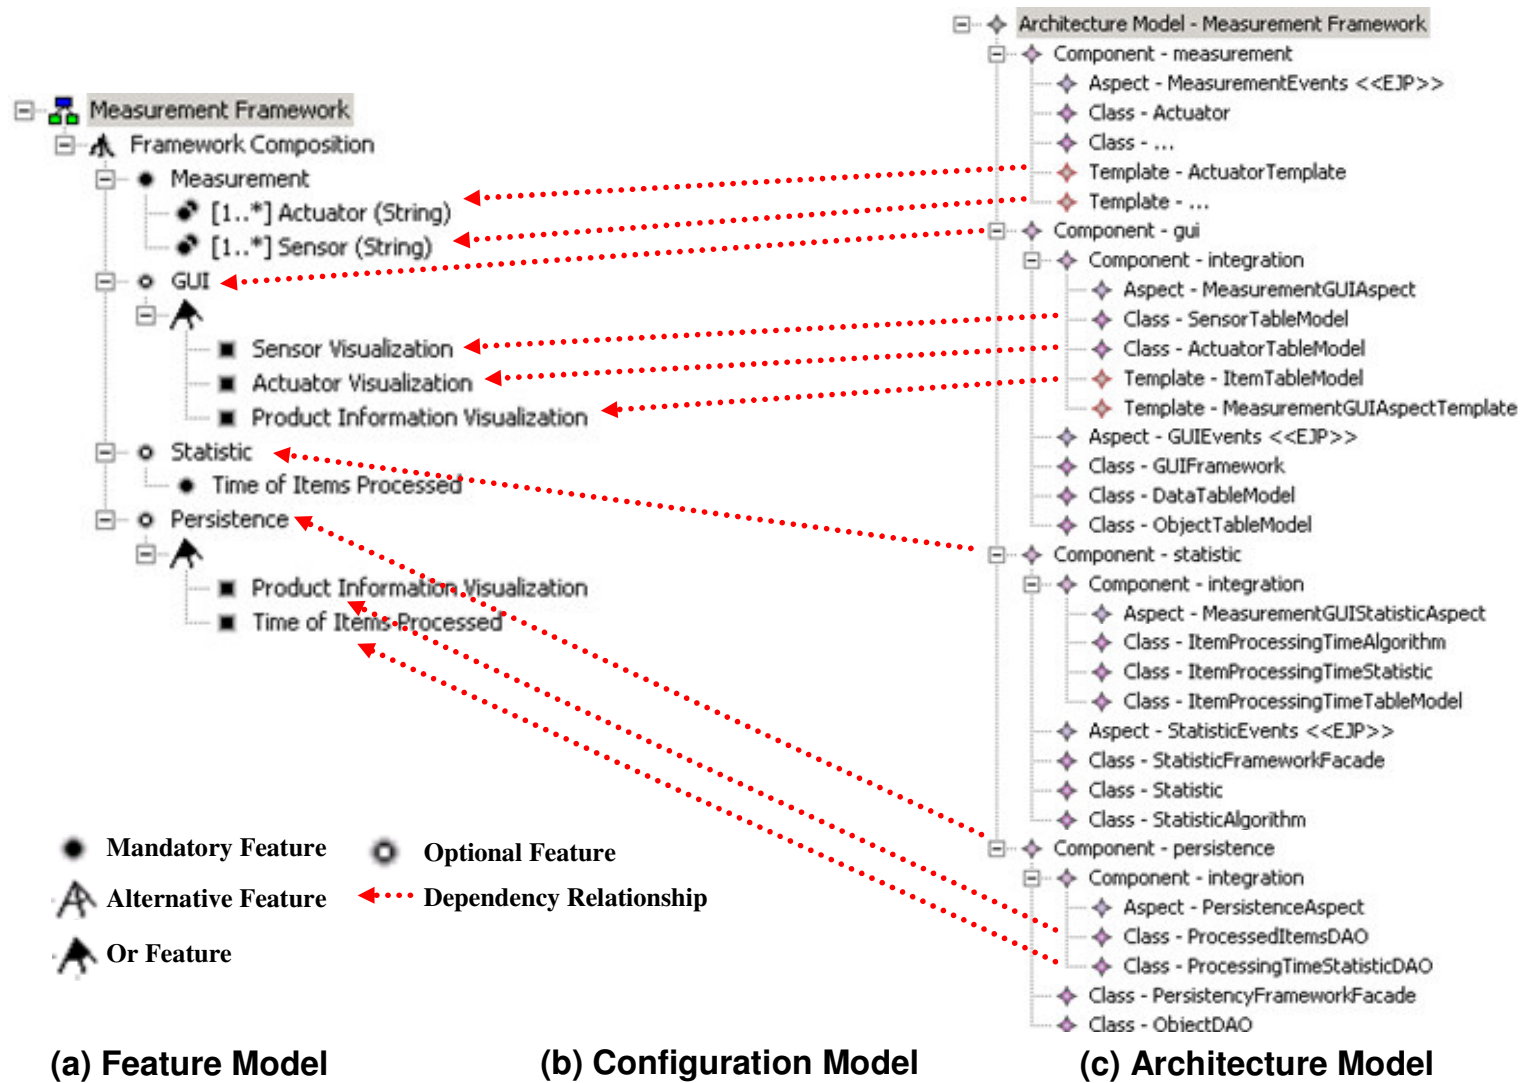 Measurement Framework
Framework Composition
Measurement
[1..*] Actuator (String)
[1..*] Sensor (String)
GUI
Sensor Visualization
Actuator Visualization
Product Information Visualization
Statistic
Time of Items Processed
Persistence
Product Information Visualization
Time of Items Processed
Mandatory Feature
Optional Feature
Alternative Feature
Dependency Relationship
Or Feature
Architecture Model - Measurement Framework
Component - measurement
Aspect - MeasurementEvents <<EJP>>
Class - Actuator
Class - ...
Template - ActuatorTemplate
Template - ...
Component - gui
Component - integration
Aspect - MeasurementGUIAspect
Class - SensorTableModel
Class - ActuatorTableModel
Template - ItemTableModel
Template - MeasurementGUIAspectTemplate
Aspect - GUIEvents <<EJP>>
Class - GUIFramework
Class - DataTableModel
Class - ObjectTableModel
Component - statistic
Component - integration
Aspect - MeasurementGUIStatisticAspect
Class - ItemProcessingTimeAlgorithm
Class - ItemProcessingTimeStatistic
Class - ItemProcessingTimeTableModel
Aspect - StatisticEvents <<EJP>>
Class - StatisticFrameworkFacade
Class - Statistic
Class - StatisticAlgorithm
Component - persistence
Component - integration
Aspect - PersistenceAspect
Class - ProcessedItemsDAO
Class - ProcessingTimeStatisticDAO
Class - PersistencyFrameworkFacade
Class - ObjectDAO
(a) Feature Model
(b) Configuration Model
(c) Architecture Model